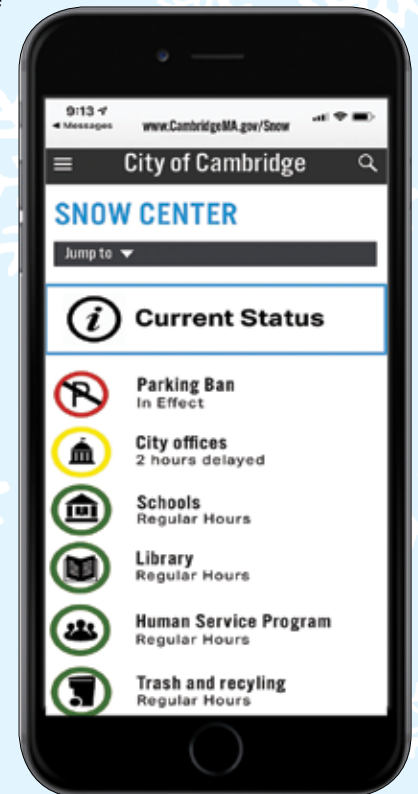 9:13
Messages
www.CambridgeMA.gov/Snow
City of Cambridge
SNOW CENTER
Jump to
i Current Status
P Parking Ban
In Effect
City offices
2 hours delayed
Schools
Regular Hours
Library
Regular Hours
Human Service Program
Regular Hours
Trash and recyling
Regular Hours